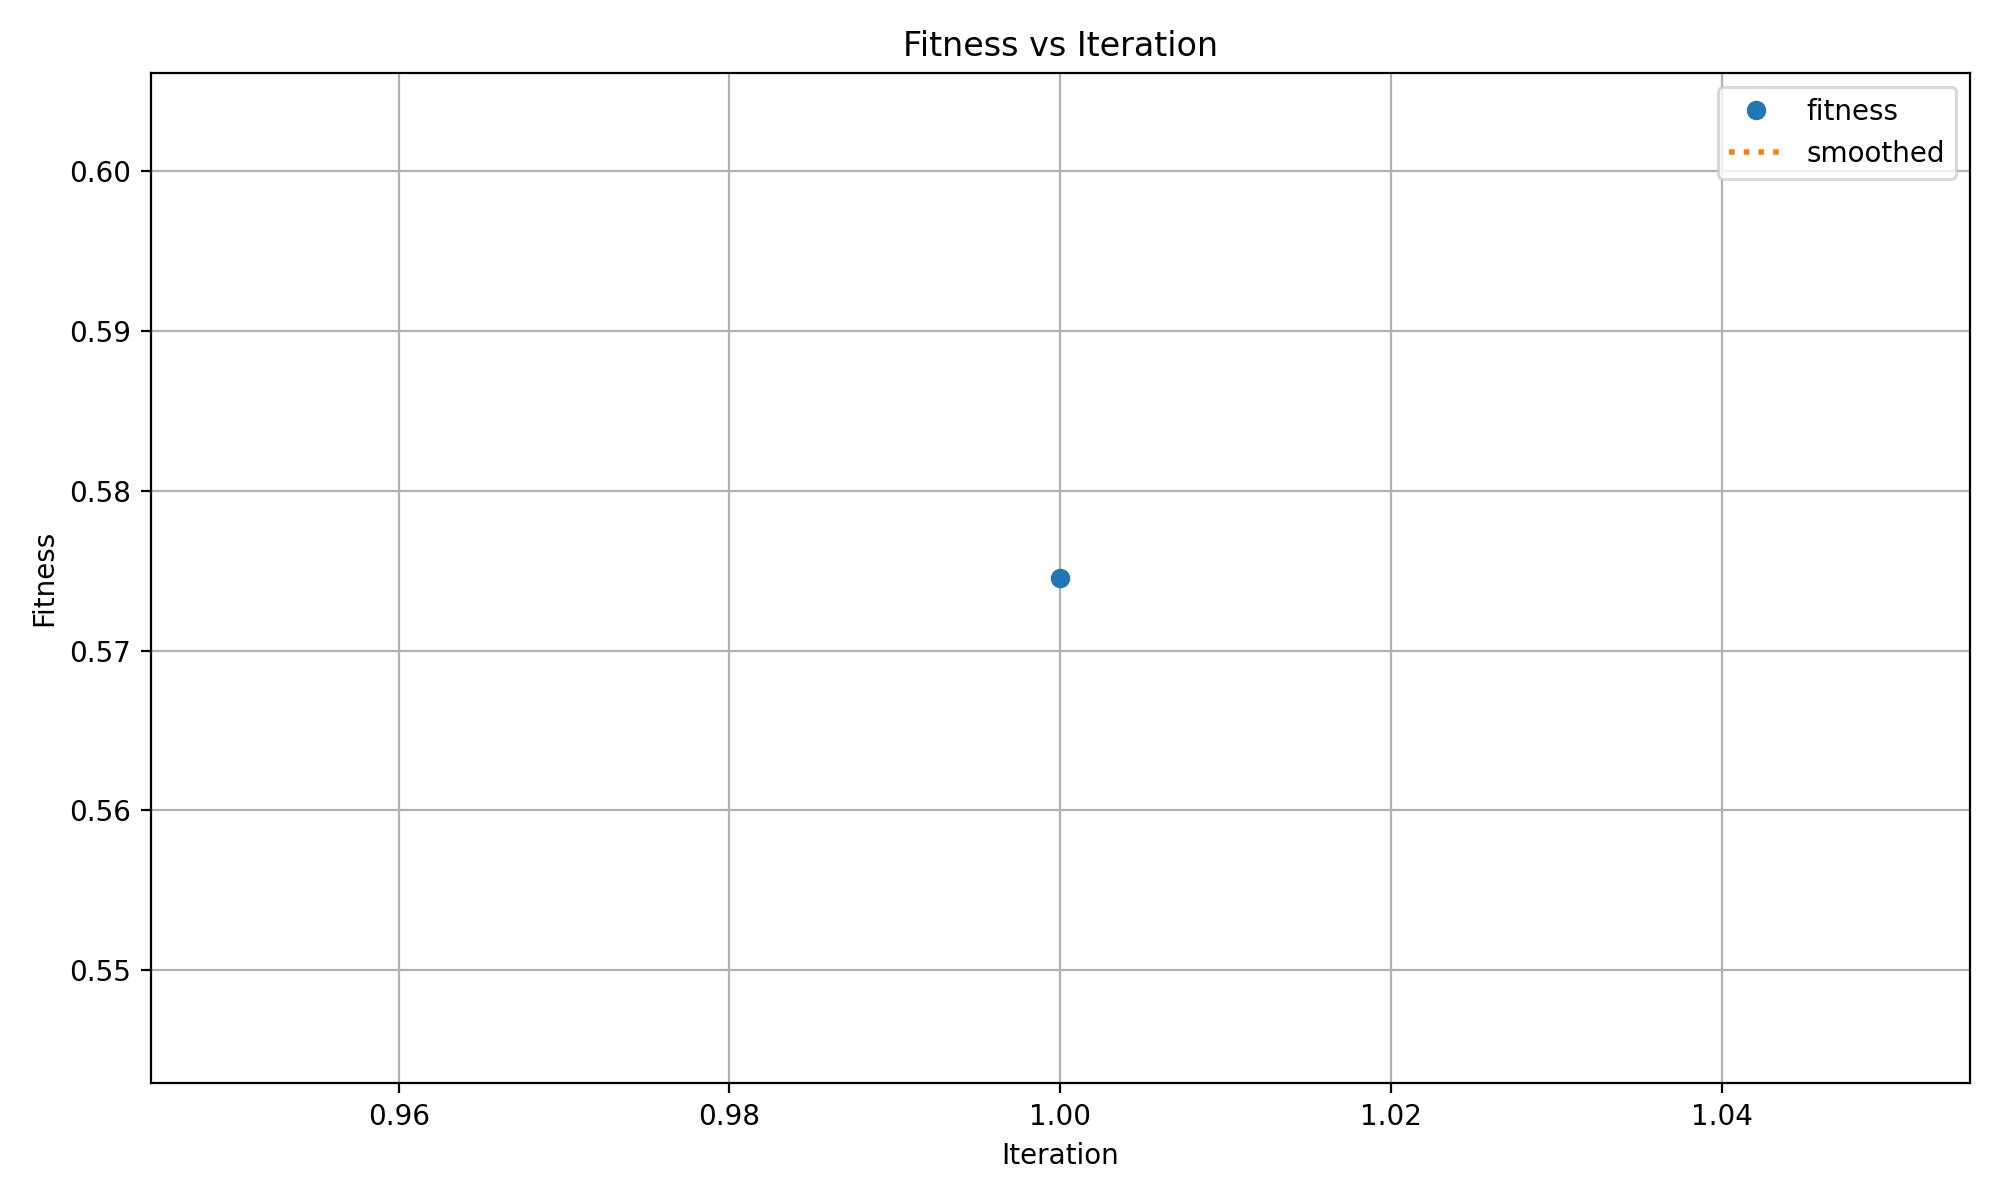 Fitness vs Iteration
fitness
smoothed
0.60
0.59
0.58
0.57
0.56
0.55
Fitness
0.96 0.98 1.00 1.02 1.04
Iteration